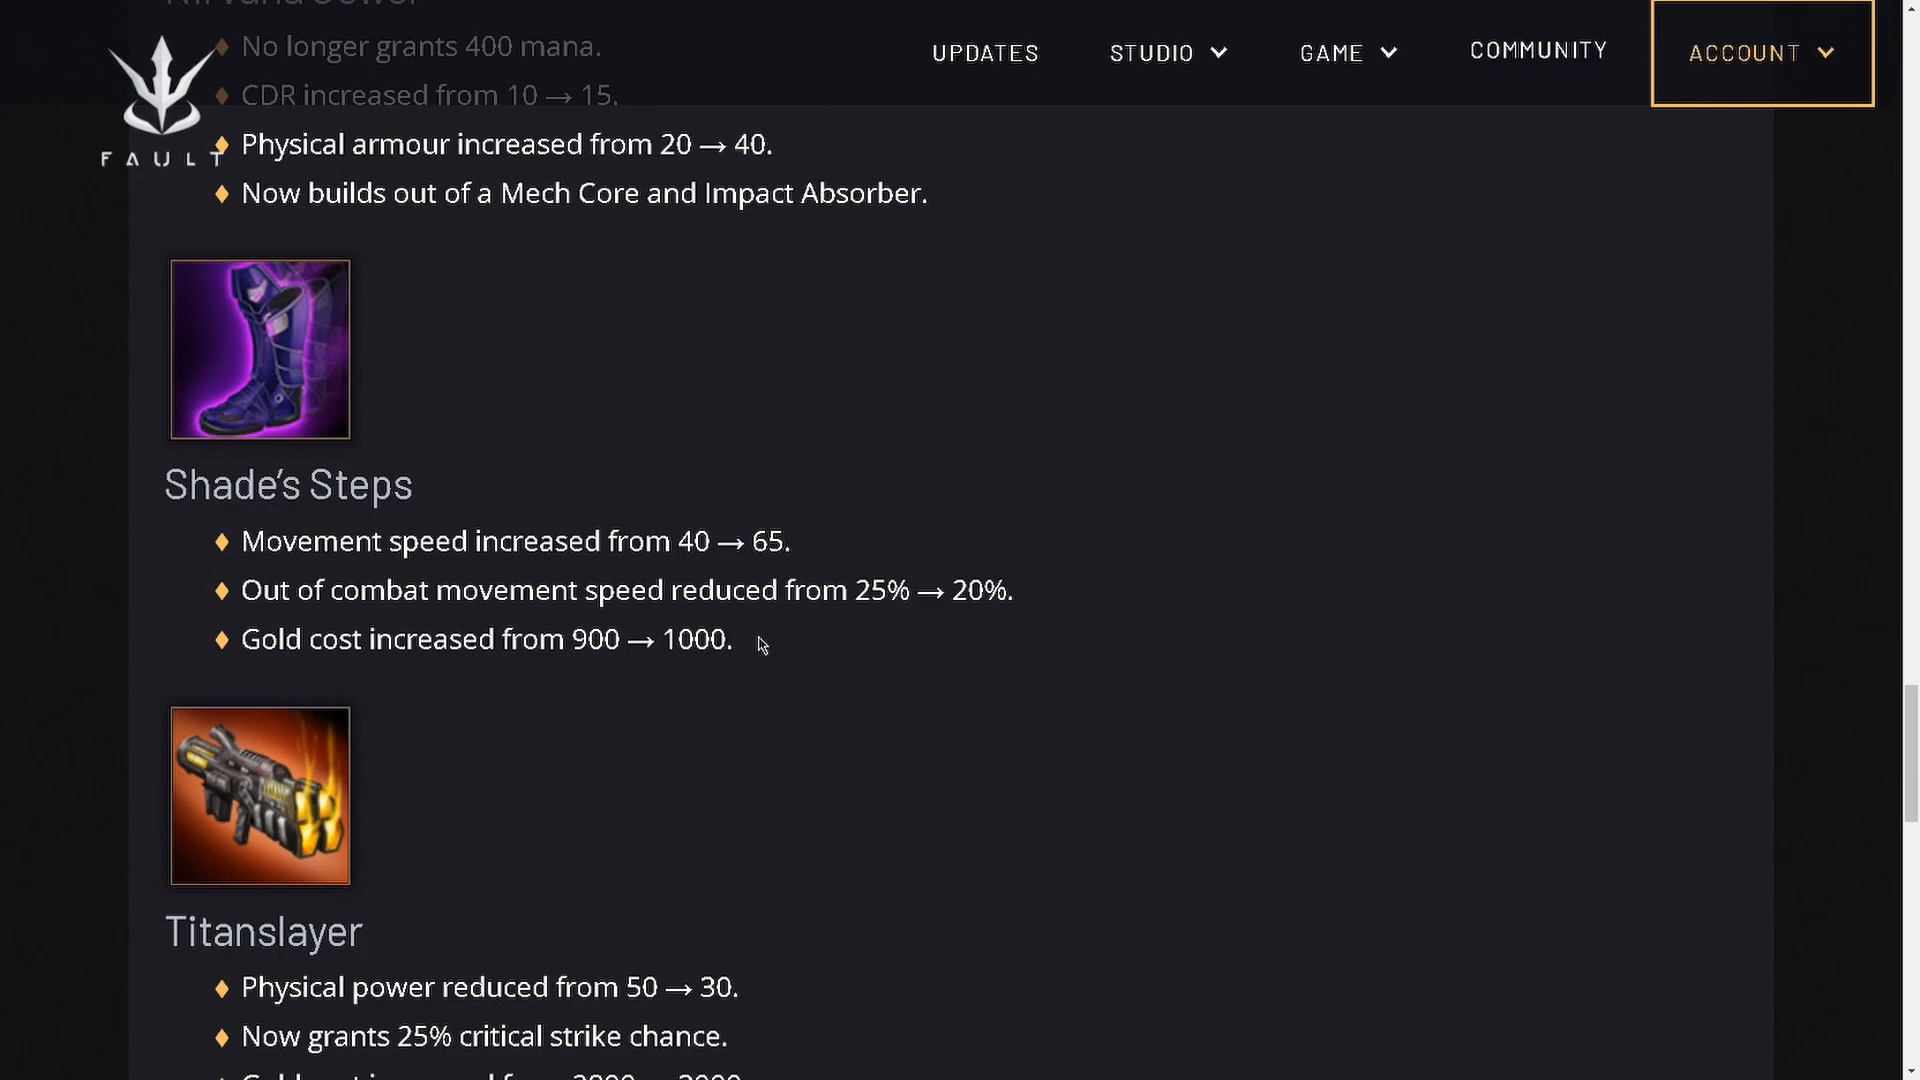 No longer grants 400 mana.
CDR increased from 10 → 15.
FAULT
UPDATES
STUDIO
GAME
COMMUNITY
ACCOUNT
Physical armour increased from 20 → 40.
Now builds out of a Mech Core and Impact Absorber.
Shade’s Steps
Movement speed increased from 40 → 65.
Out of combat movement speed reduced from 25% → 20%.
Gold cost increased from 900 → 1000.
Titanslayer
Physical power reduced from 50 → 30.
Now grants 25% critical strike chance.